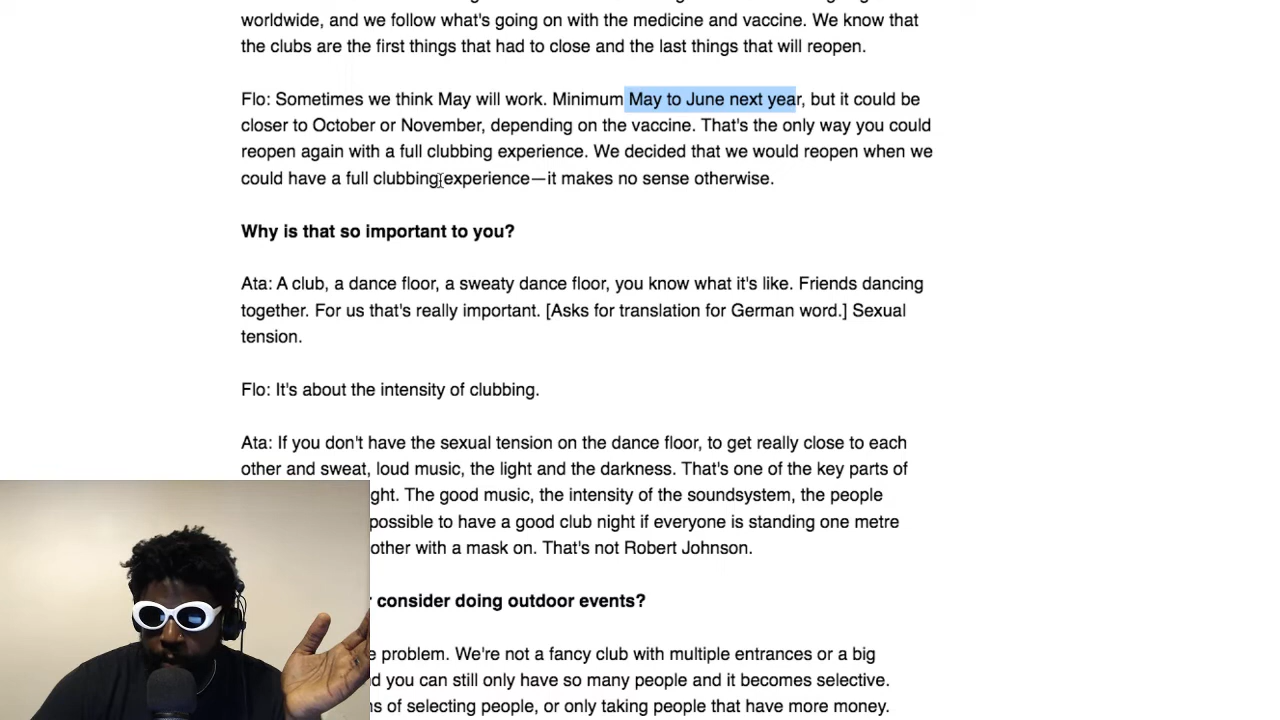 worldwide, and we follow what's going on with the medicine and vaccine. We know that
the clubs are the first things that had to close and the last things that will reopen.
Flo: Sometimes we think May will work. Minimum May to June next year, but it could be
closer to October or November, depending on the vaccine. That's the only way you could
reopen again with a full clubbing experience. We decided that we would reopen when we
could have a full clubbing experience—it makes no sense otherwise.
Why is that so important to you?
Ata: A club, a dance floor, a sweaty dance floor, you know what it's like. Friends dancing
together. For us that's really important. [Asks for translation for German word.] Sexual
tension.
Flo: It's about the intensity of clubbing.
Ata: If you don't have the sexual tension on the dance floor, to get really close to each
other and sweat, loud music, the light and the darkness. That's one of the key parts of
ght. The good music, the intensity of the soundsystem, the people
possible to have a good club night if everyone is standing one metre
other with a mask on. That's not Robert Johnson.
consider doing outdoor events?
e problem. We're not a fancy club with multiple entrances or a big
d you can still only have so many people and it becomes selective.
ns of selecting people, or only taking people that have more money.